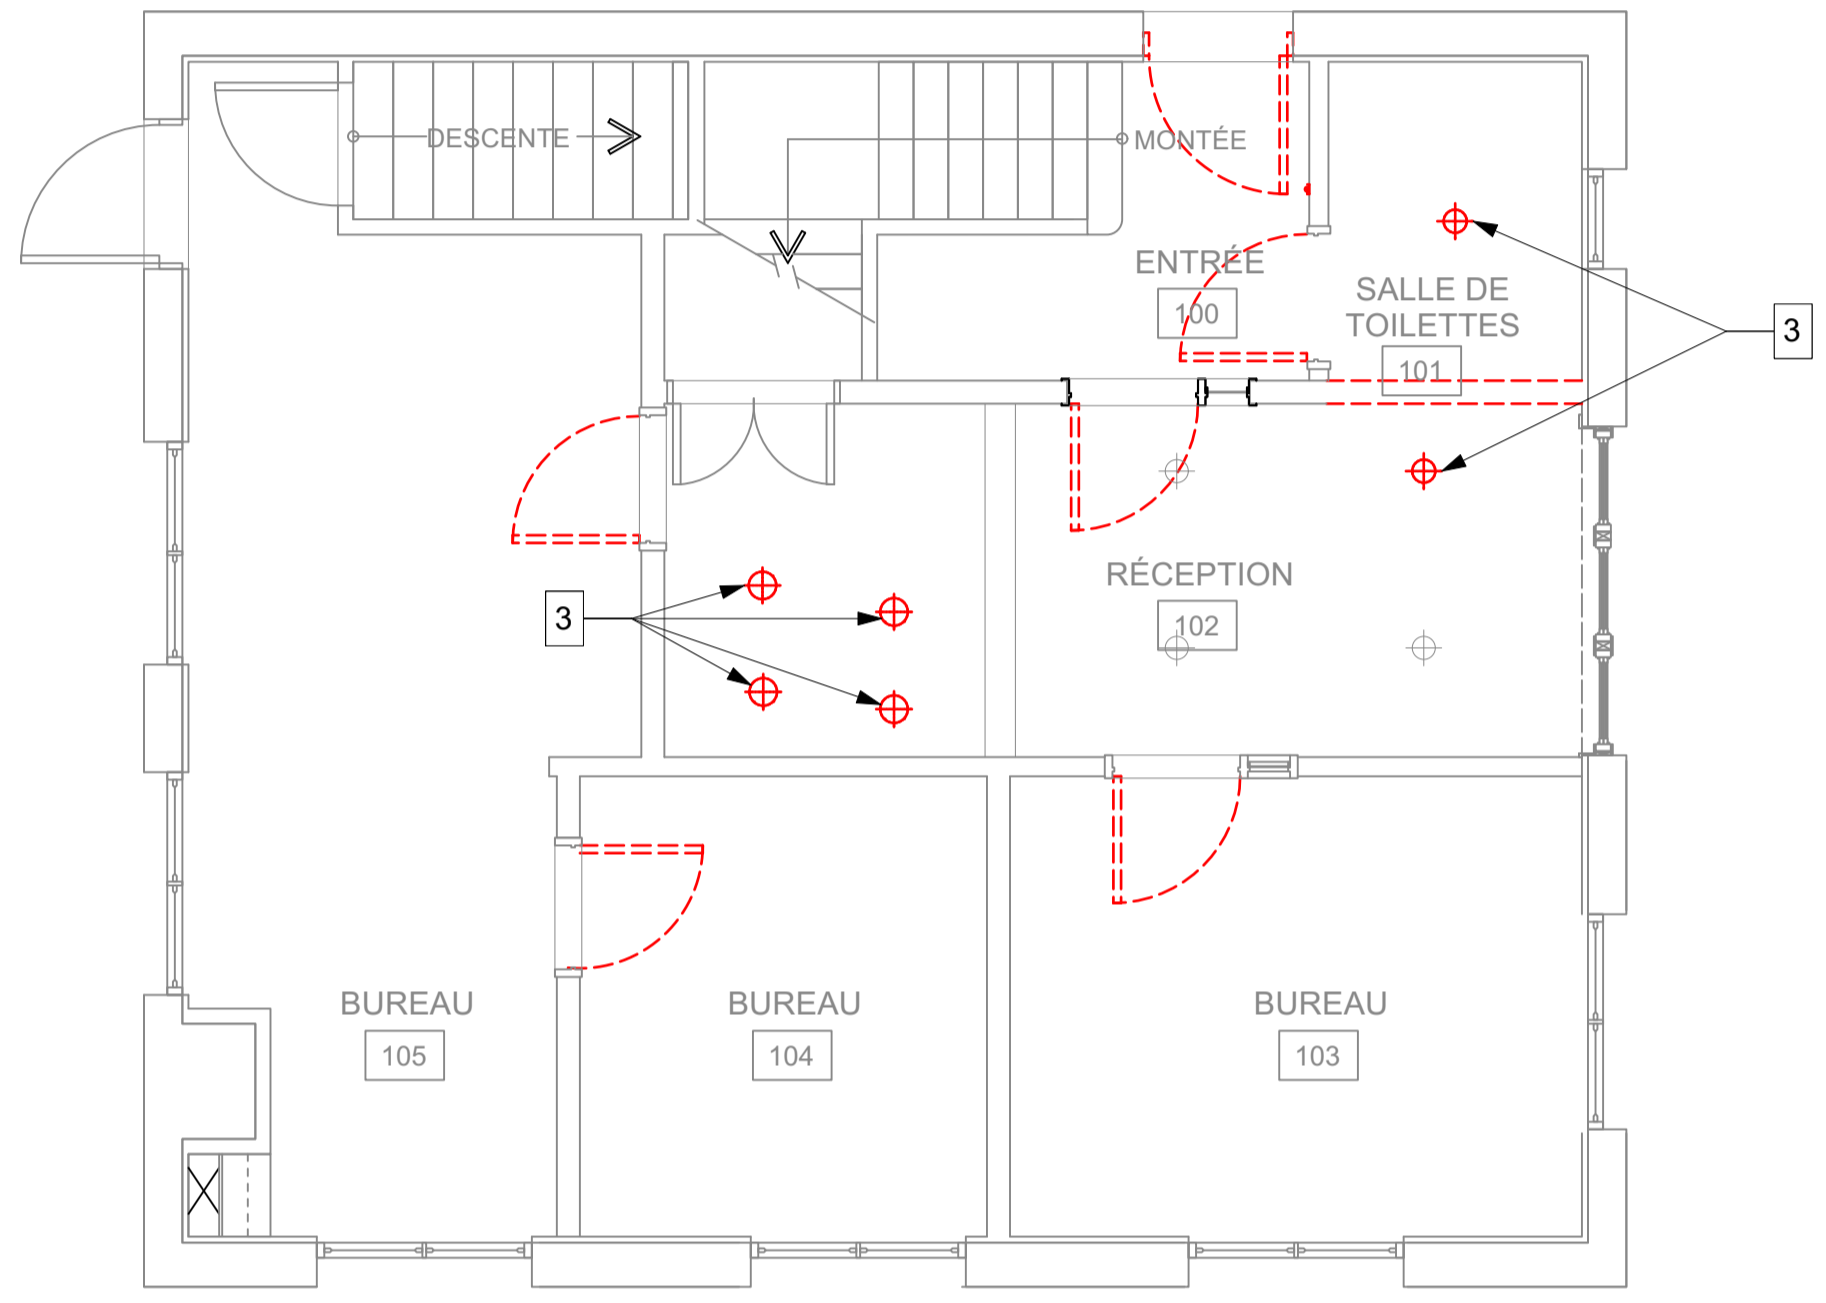 DESCENTE
MONTÉE
ENTRÉE
100
SALLE DE
TOILETTES
101
3
RÉCEPTION
102
3
BUREAU
105
BUREAU
104
BUREAU
103